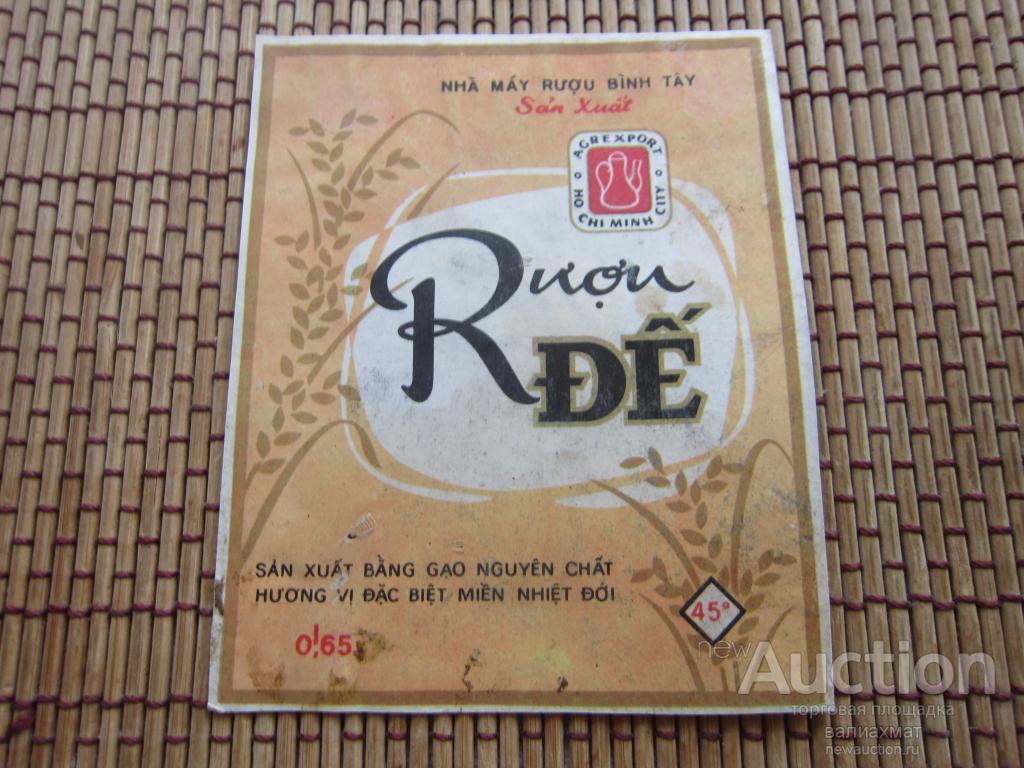 NHÀ MÁY RƯỢU BÌNH TÂY
Sản Xuất
AGREXPORT
HO CHI MINH CITY
Rượu
ĐẾ
SẢN XUẤT BẰNG GẠO NGUYÊN CHẤT
HƯƠNG VỊ ĐẶC BIỆT MIỀN NHIỆT ĐỚI
0l,65
45°
newAuction
торговая площадка
валиахмат
newauction.ru